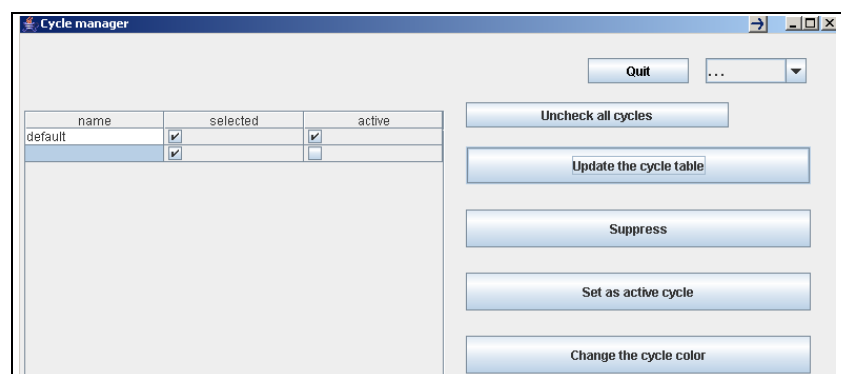 Cycle manager
Quit
...
Uncheck all cycles
name selected active
default
Update the cycle table
Suppress
Set as active cycle
Change the cycle color